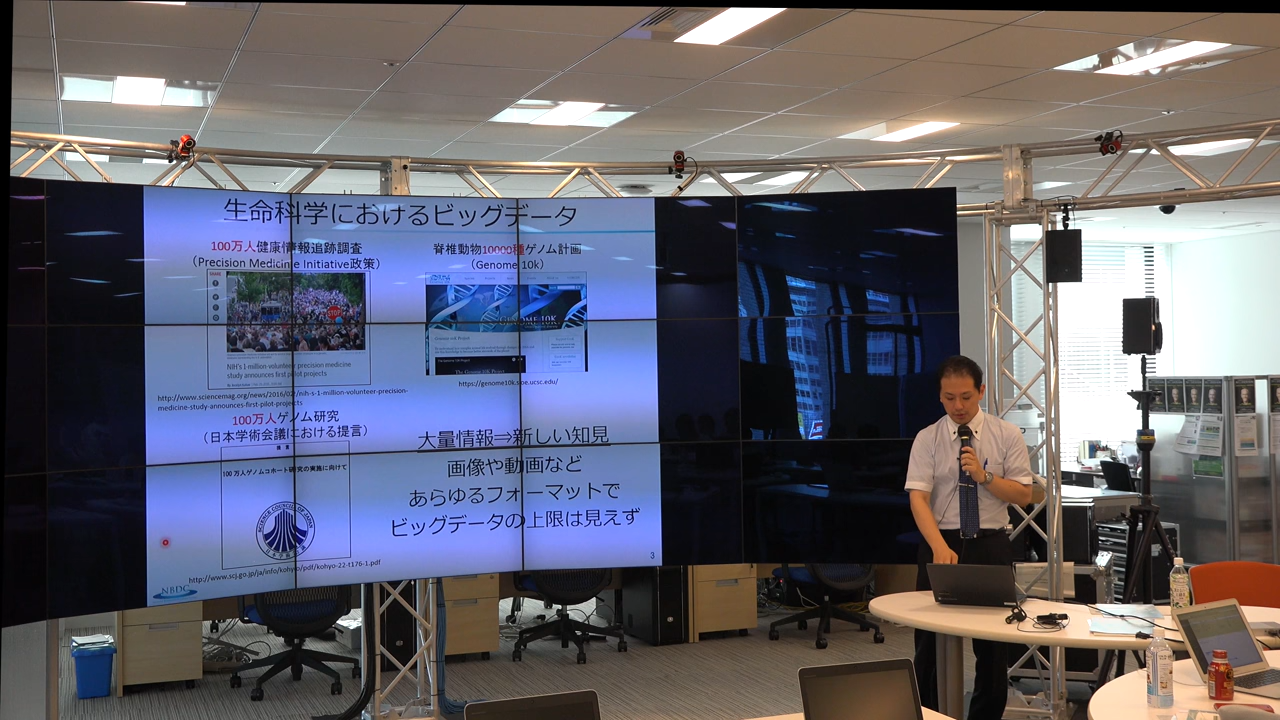 生命科学におけるビッグデータ
100万人健康情報追跡調査
（Precision Medicine Initiative政策）
NIH's 1-million-volunteer precision medicine
study announces first pilot projects
http://www.sciencemag.org/news/2016/02/nih-s-1-million-volunteer-precision-
medicine-study-announces-first-pilot-projects
脊椎動物10000種ゲノム計画
（Genome 10k）
GENOME 10K
https://genome10k.soe.ucsc.edu/
100万人ゲノム研究
（日本学術会議における提言）
提言
100万人ゲノムコホート研究の実施に向けて
http://www.scj.go.jp/ja/info/kohyo/pdf/kohyo-22-t176-1.pdf
大量情報⇒新しい知見
画像や動画など
あらゆるフォーマットで
ビッグデータの上限は見えず
3
NBDC
STOP